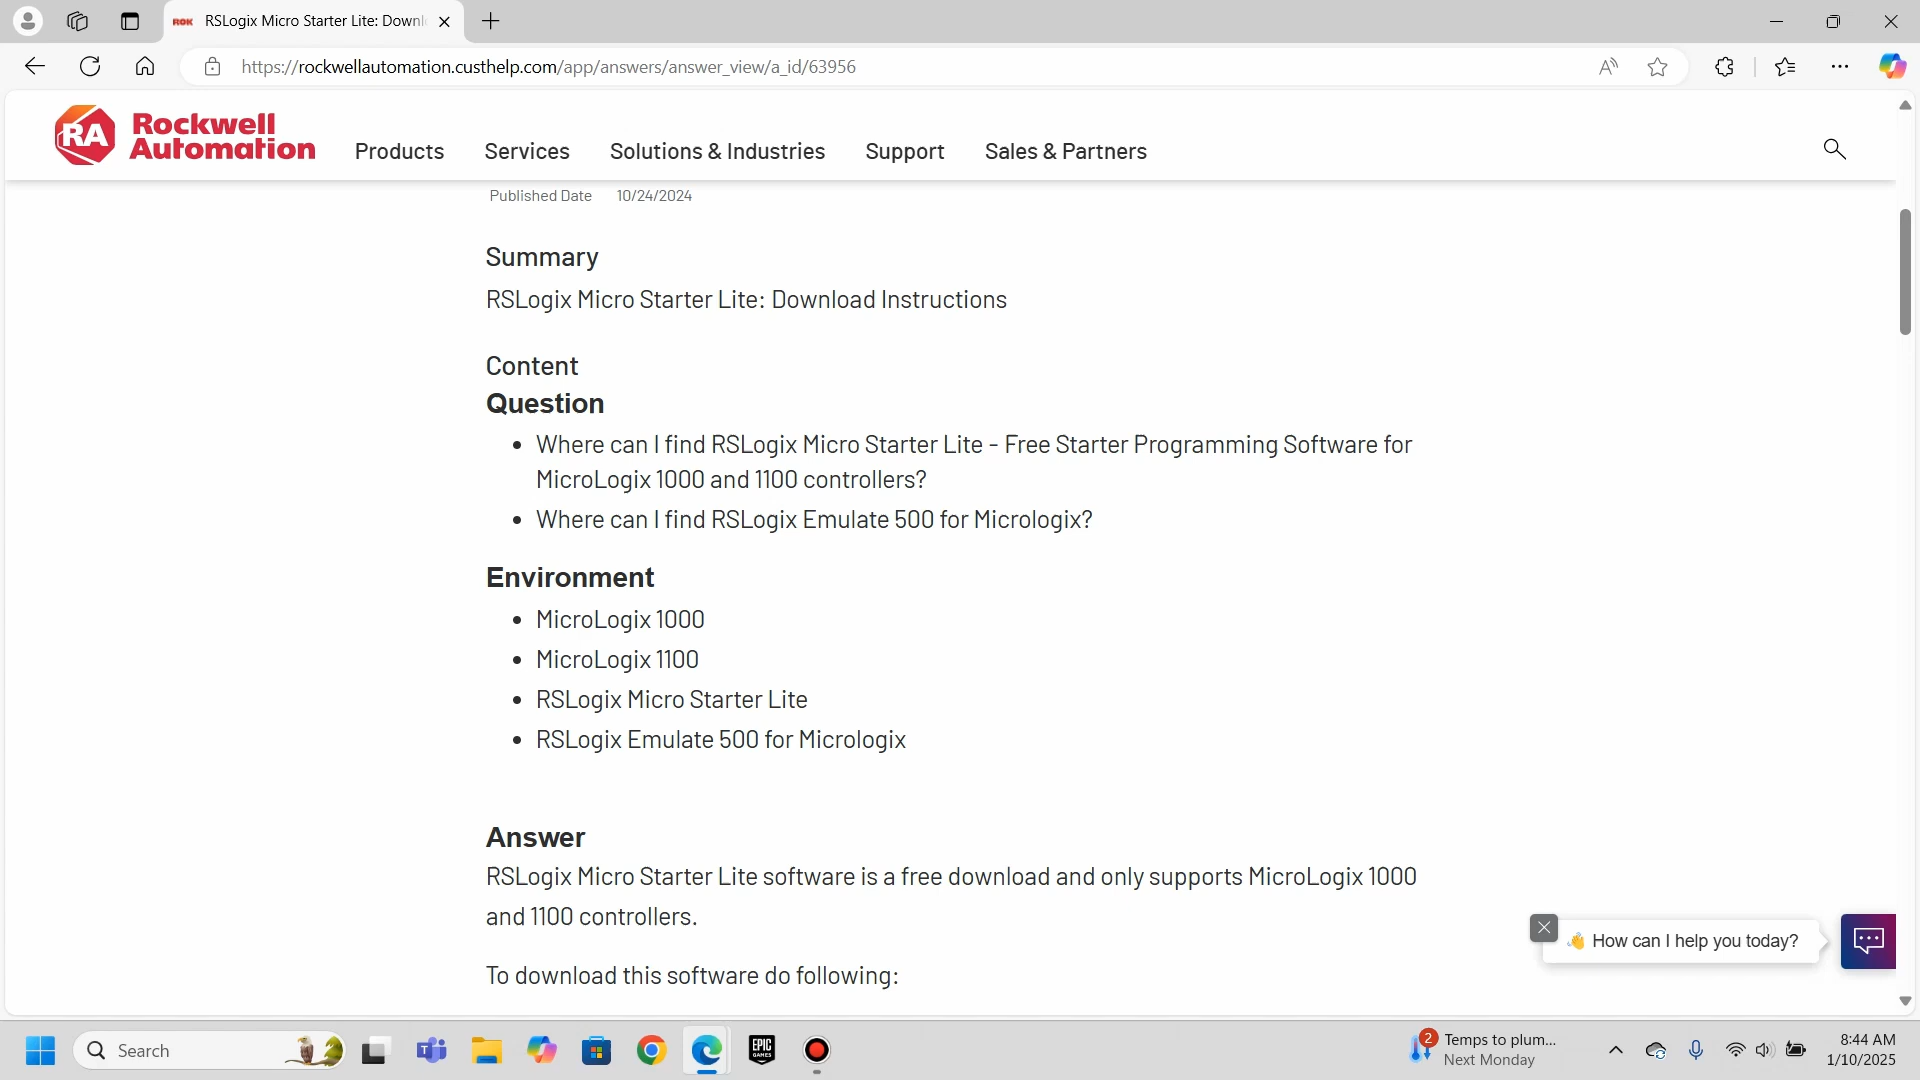 ROK RSLogix Micro Starter Lite: Downl
https://rockwellautomation.custhelp.com/app/answers/answer_view/a_id/63956
RA Rockwell
Automation
Products Services Solutions & Industries Support Sales & Partners
Published Date 10/24/2024
Summary
RSLogix Micro Starter Lite: Download Instructions
Content
Question
• Where can I find RSLogix Micro Starter Lite - Free Starter Programming Software for
MicroLogix 1000 and 1100 controllers?
• Where can I find RSLogix Emulate 500 for Micrologix?
Environment
• MicroLogix 1000
• MicroLogix 1100
• RSLogix Micro Starter Lite
• RSLogix Emulate 500 for Micrologix
Answer
RSLogix Micro Starter Lite software is a free download and only supports MicroLogix 1000
and 1100 controllers.
👋 How can I help you today?
To download this software do following:
Search
EPIC
GAMES
2
Temps to plum...
Next Monday
8:44 AM
1/10/2025